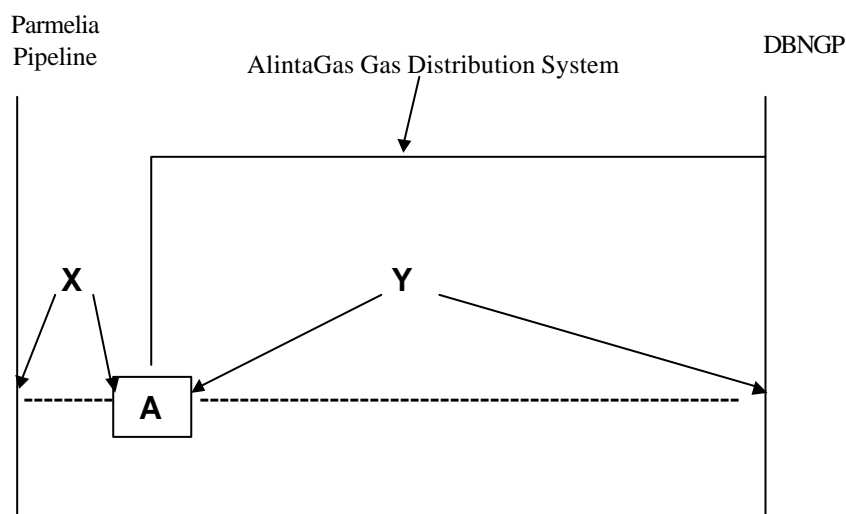 Parmelia
Pipeline
AlintaGas Gas Distribution System
DBNGP
X
Y
A